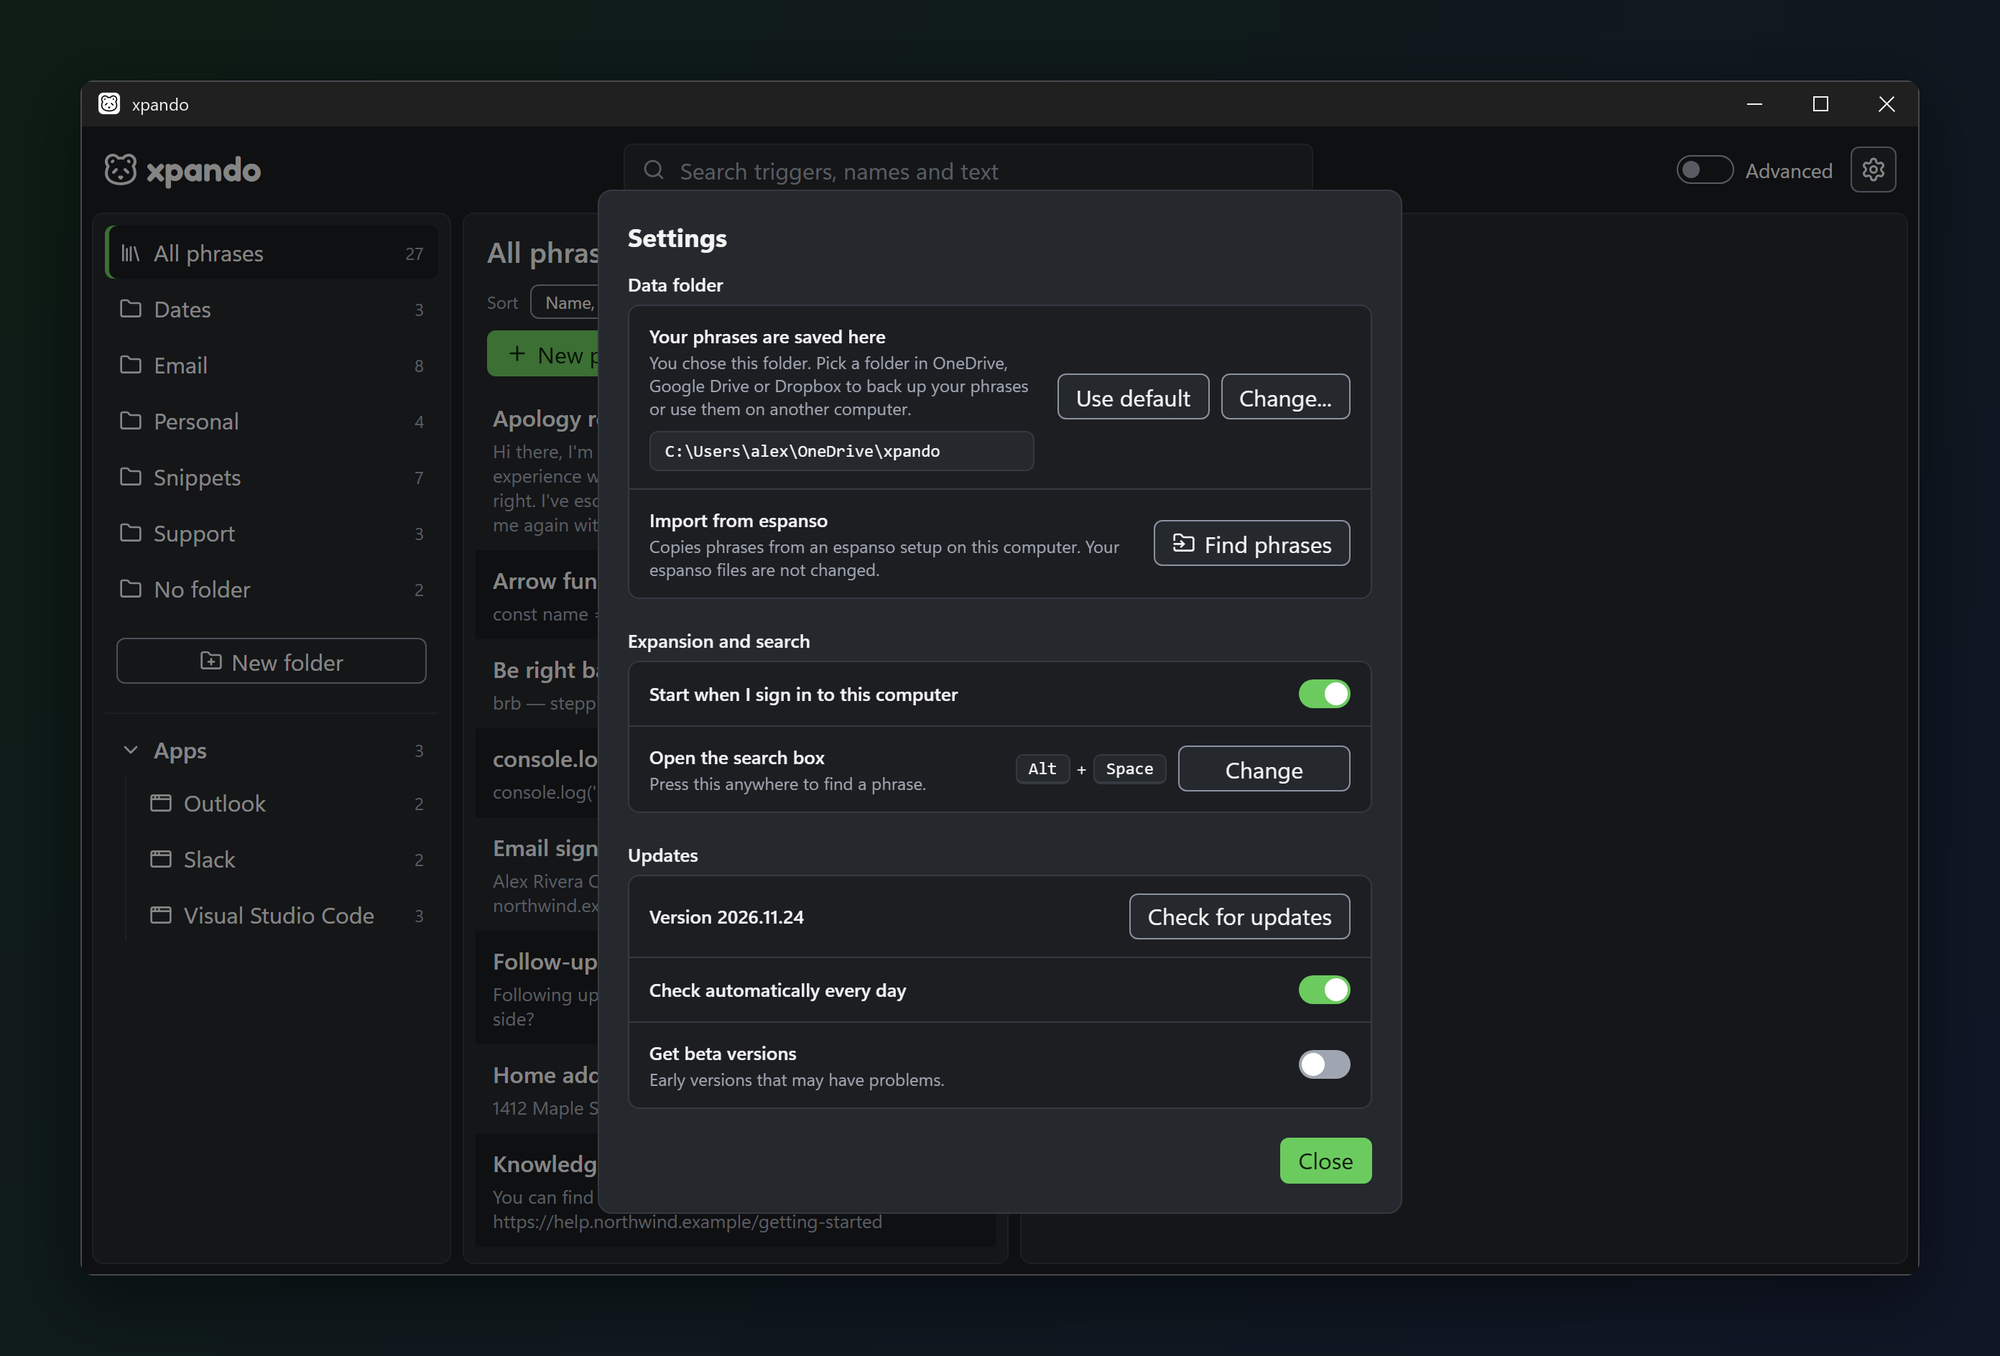 xpando
xpando
Search triggers, names and text
Advanced
All phrases 27
Dates 3
Email 8
Personal 4
Snippets 7
Support 3
No folder 2
New folder
Apps 3
Outlook 2
Slack 2
Visual Studio Code 3
All phras
Sort Name,
+ New p
Apology r
Hi there, I'm
experience w
right. I've esc
me again wit
Arrow fun
const name =
Be right ba
brb — stepp
console.lo
console.log('
Email sign
Alex Rivera C
northwind.ex
Follow-up
Following up
side?
Home add
1412 Maple S
Knowledg
You can find
https://help.northwind.example/getting-started
Settings
Data folder
Your phrases are saved here
You chose this folder. Pick a folder in OneDrive,
Google Drive or Dropbox to back up your phrases
or use them on another computer.
C:\Users\alex\OneDrive\xpando
Use default
Change...
Import from espanso
Copies phrases from an espanso setup on this computer. Your
espanso files are not changed.
Find phrases
Expansion and search
Start when I sign in to this computer
Open the search box
Press this anywhere to find a phrase.
Alt + Space
Change
Updates
Version 2026.11.24
Check for updates
Check automatically every day
Get beta versions
Early versions that may have problems.
Close